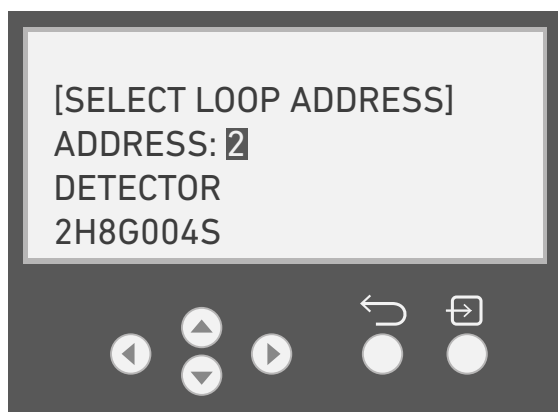 [SELECT LOOP ADDRESS]
ADDRESS: 2
DETECTOR
2H8G004S